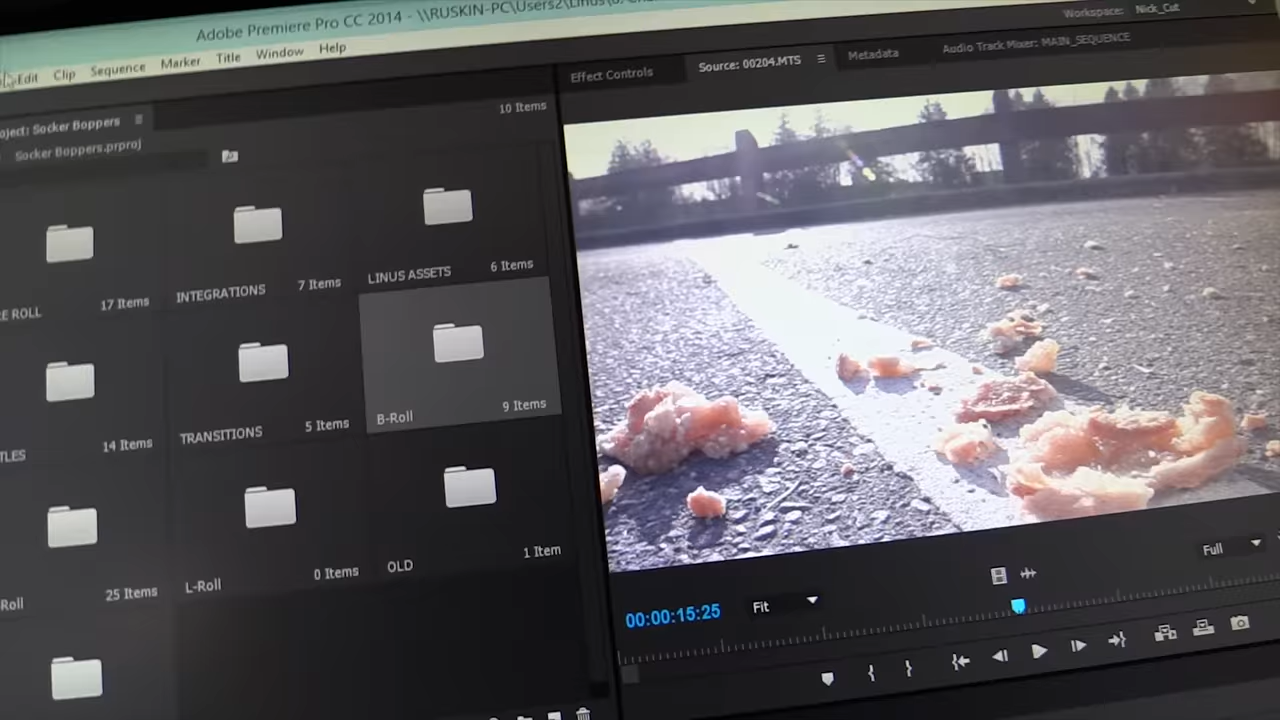 Adobe Premiere Pro CC 2014 - \\RUSKIN-PC\Users2\Linus\
Edit Clip Sequence Marker Title Window Help
Workspace: Nick_Cut
Effect Controls
Source: 00204.MTS
Metadata
Audio Track Mixer: MAIN_SEQUENCE
oject: Socker Boppers
10 Items
Socker Boppers.prproj
E ROLL
17 Items
INTEGRATIONS
7 Items
LINUS ASSETS
6 Items
TLES
14 Items
TRANSITIONS
5 Items
B-Roll
9 Items
Roll
25 Items
L-Roll
0 Items
OLD
1 Item
00:00:15:25
Fit
Full